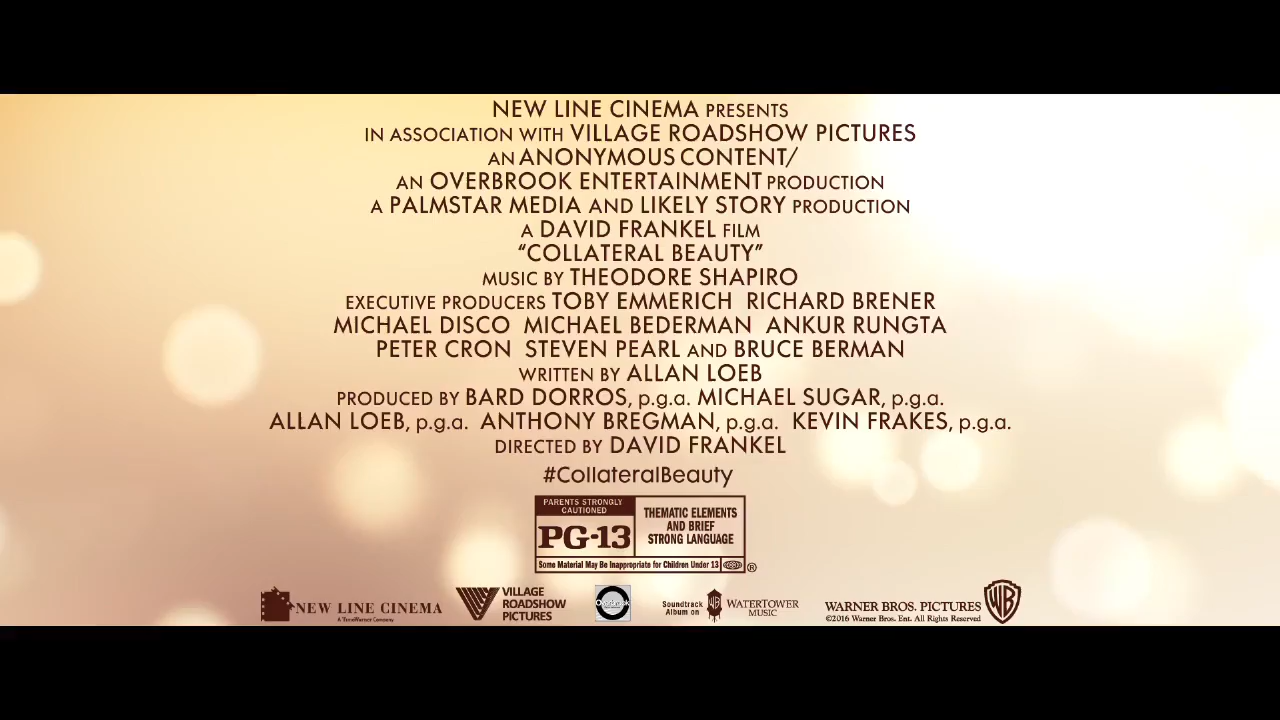 NEW LINE CINEMA PRESENTS
IN ASSOCIATION WITH VILLAGE ROADSHOW PICTURES
AN ANONYMOUS CONTENT/
AN OVERBROOK ENTERTAINMENT PRODUCTION
A PALMSTAR MEDIA AND LIKELY STORY PRODUCTION
A DAVID FRANKEL FILM
“COLLATERAL BEAUTY”
MUSIC BY THEODORE SHAPIRO
EXECUTIVE PRODUCERS TOBY EMMERICH RICHARD BRENER
MICHAEL DISCO MICHAEL BEDERMAN ANKUR RUNGTA
PETER CRON STEVEN PEARL AND BRUCE BERMAN
WRITTEN BY ALLAN LOEB
PRODUCED BY BARD DORROS, p.g.a. MICHAEL SUGAR, p.g.a.
ALLAN LOEB, p.g.a. ANTHONY BREGMAN, p.g.a. KEVIN FRAKES, p.g.a.
DIRECTED BY DAVID FRANKEL
#CollateralBeauty
PARENTS STRONGLY
CAUTIONED
PG-13
THEMATIC ELEMENTS
AND BRIEF
STRONG LANGUAGE
Some Material May Be Inappropriate for Children Under 13
®
NEW LINE CINEMA
A TimeWarner Company
VILLAGE
ROADSHOW
PICTURES
Overbrook
Soundtrack
Album on
WATERTOWER
MUSIC
WARNER BROS. PICTURES
©2016 Warner Bros. Ent. All Rights Reserved
WB